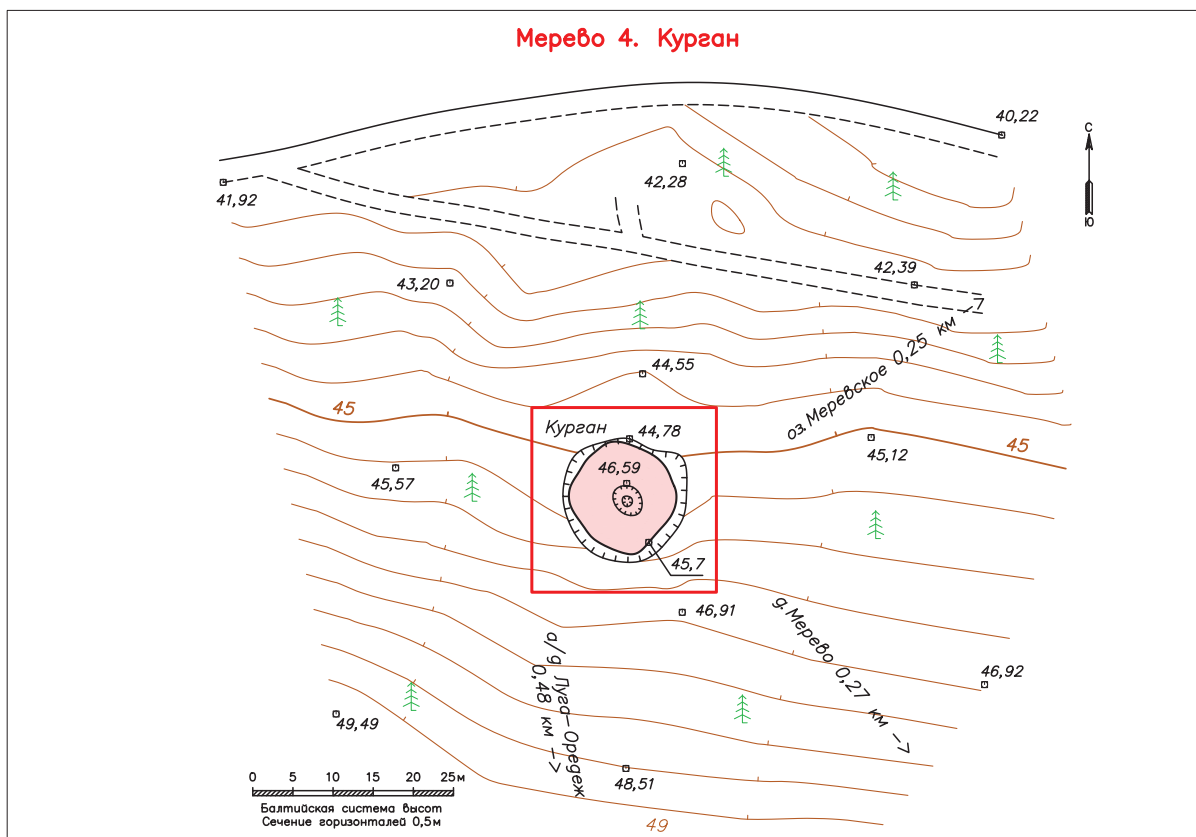 Мерево 4. Курган
40,22
С
Ю
42,28
41,92
42,39
43,20
оз. Меревское 0,25 км ->
44,55
45
Курган
44,78
45,12
45
46,59
45,57
45,7
46,91
д. Мерево 0,27 км ->
46,92
а/д Луга-Оредеж
0,48 км ->
49,49
48,51
49
0 5 10 15 20 25м
Балтийская система высот
Сечение горизонталей 0,5м